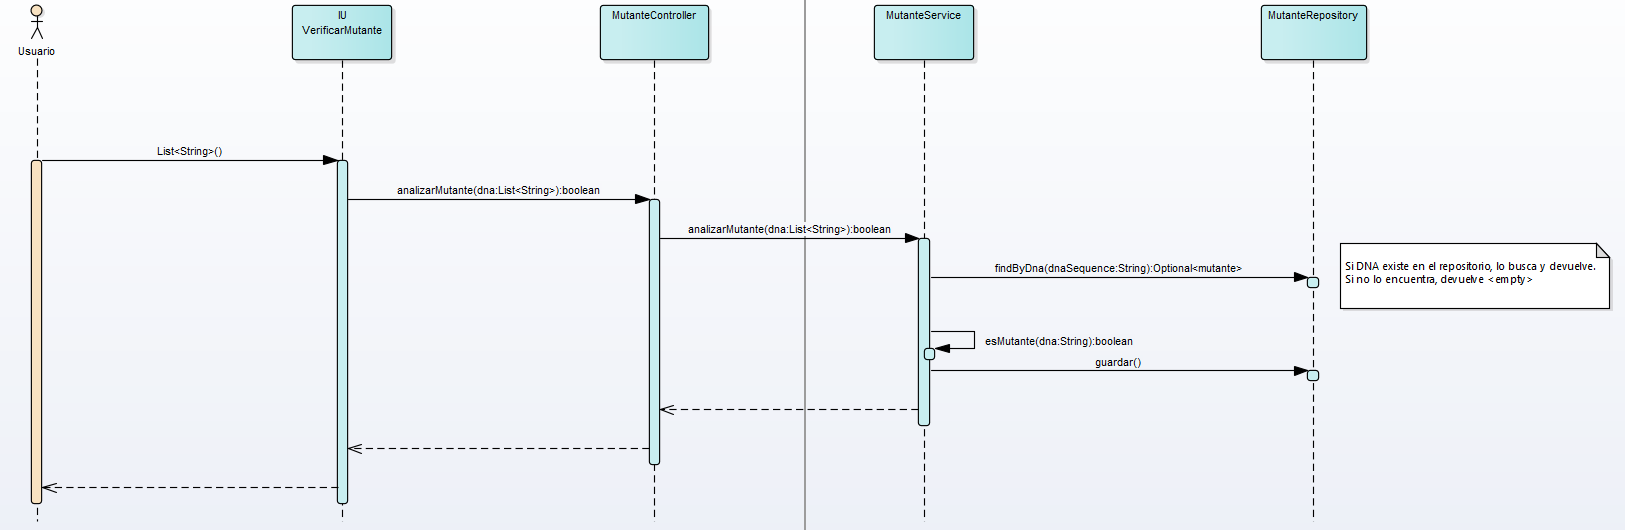 Usuario
IU
VerificarMutante
MutanteController
MutanteService
MutanteRepository
List<String>()
analizarMutante(dna:List<String>):boolean
analizarMutante(dna:List<String>):boolean
findByDna(dnaSequence:String):Optional<mutante>
Si DNA existe en el repositorio, lo busca y devuelve.
Si no lo encuentra, devuelve <empty>
esMutante(dna:String):boolean
guardar()